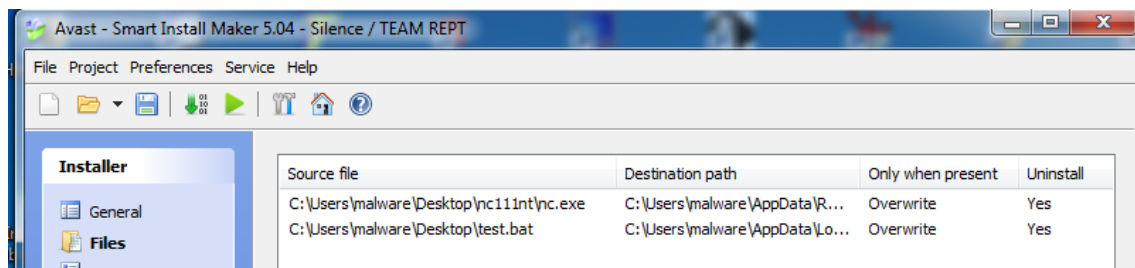 Avast - Smart Install Maker 5.04 - Silence / TEAM REPT
File Project Preferences Service Help
Installer
General
Files
Source file Destination path Only when present Uninstall
C:\Users\malware\Desktop\nc111nt\nc.exe C:\Users\malware\AppData\R... Overwrite Yes
C:\Users\malware\Desktop\test.bat C:\Users\malware\AppData\Lo... Overwrite Yes